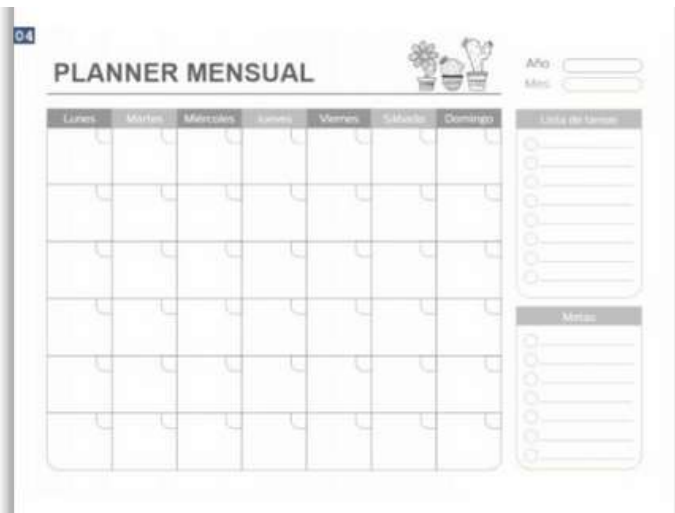 04
PLANNER MENSUAL
Año
Mes
Lunes Martes Miércoles Jueves Viernes Sábado Domingo
Lista de tareas
Metas